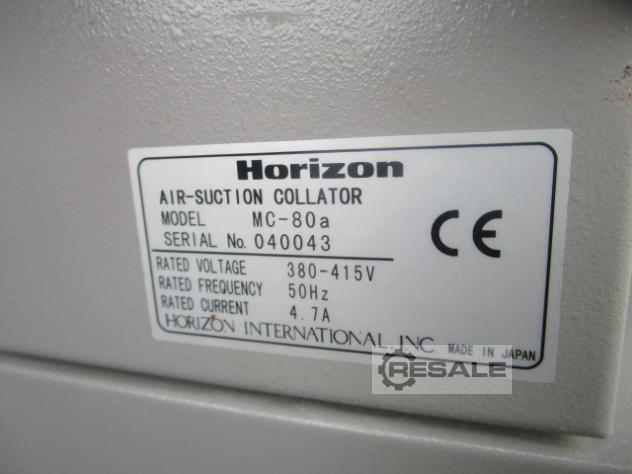 Horizon
AIR-SUCTION COLLATOR
MODEL MC-80a
SERIAL No. 040043
RATED VOLTAGE 380-415V
RATED FREQUENCY 50Hz
RATED CURRENT 4.7A
HORIZON INTERNATIONAL, INC. MADE IN JAPAN
CE
RESALE